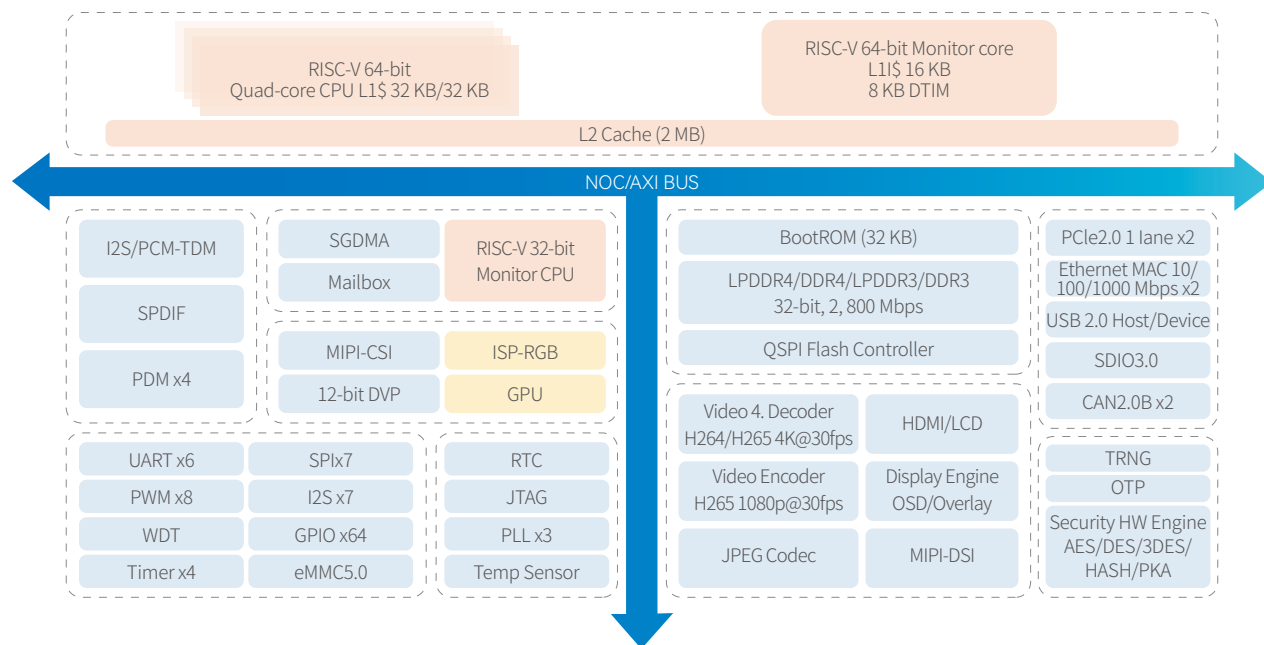 RISC-V 64-bit
Quad-core CPU L1$ 32 KB/32 KB
RISC-V 64-bit Monitor core
L1I$ 16 KB
8 KB DTIM
L2 Cache (2 MB)
NOC/AXI BUS
I2S/PCM-TDM
SPDIF
PDM x4
SGDMA
Mailbox
RISC-V 32-bit
Monitor CPU
MIPI-CSI
ISP-RGB
12-bit DVP
GPU
UART x6
SPIx7
PWM x8
I2S x7
WDT
GPIO x64
Timer x4
eMMC5.0
RTC
JTAG
PLL x3
Temp Sensor
BootROM (32 KB)
LPDDR4/DDR4/LPDDR3/DDR3
32-bit, 2, 800 Mbps
QSPI Flash Controller
Video 4. Decoder
H264/H265 4K@30fps
HDMI/LCD
Video Encoder
H265 1080p@30fps
Display Engine
OSD/Overlay
JPEG Codec
MIPI-DSI
PCIe2.0 1 lane x2
Ethernet MAC 10/
100/1000 Mbps x2
USB 2.0 Host/Device
SDIO3.0
CAN2.0B x2
TRNG
OTP
Security HW Engine
AES/DES/3DES/
HASH/PKA